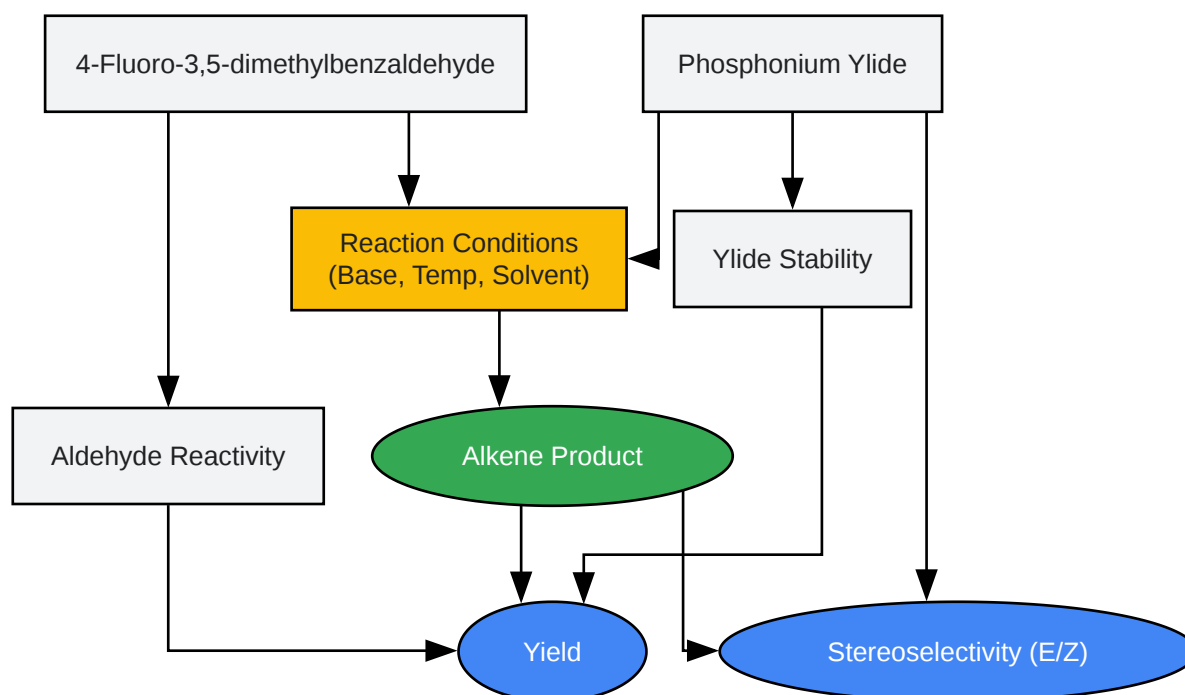 4-Fluoro-3,5-dimethylbenzaldehyde
Phosphonium Ylide
Reaction Conditions
(Base, Temp, Solvent)
Ylide Stability
Aldehyde Reactivity
Alkene Product
Yield
Stereoselectivity (E/Z)